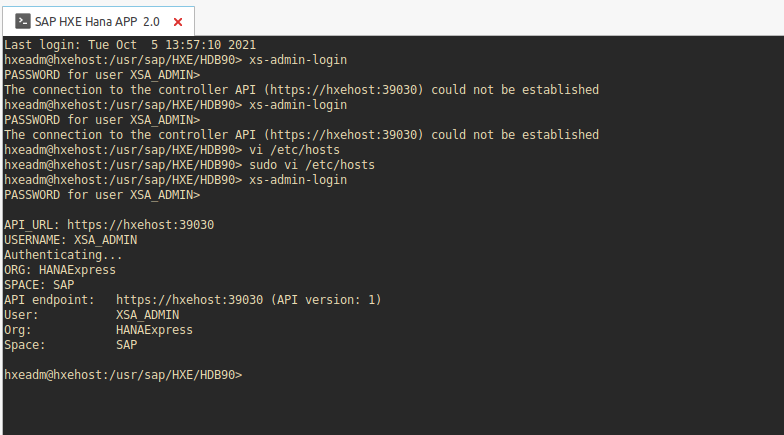 SAP HXE Hana APP 2.0
Last login: Tue Oct  5 13:57:10 2021
hxeadm@hxehost:/usr/sap/HXE/HDB90> xs-admin-login
PASSWORD for user XSA_ADMIN>
The connection to the controller API (https://hxehost:39030) could not be established
hxeadm@hxehost:/usr/sap/HXE/HDB90> xs-admin-login
PASSWORD for user XSA_ADMIN>
The connection to the controller API (https://hxehost:39030) could not be established
hxeadm@hxehost:/usr/sap/HXE/HDB90> vi /etc/hosts
hxeadm@hxehost:/usr/sap/HXE/HDB90> sudo vi /etc/hosts
hxeadm@hxehost:/usr/sap/HXE/HDB90> xs-admin-login
PASSWORD for user XSA_ADMIN>
API_URL: https://hxehost:39030
USERNAME: XSA_ADMIN
Authenticating...
ORG: HANAExpress
SPACE: SAP
API endpoint:   https://hxehost:39030 (API version: 1)
User:           XSA_ADMIN
Org:            HANAExpress
Space:          SAP
hxeadm@hxehost:/usr/sap/HXE/HDB90>